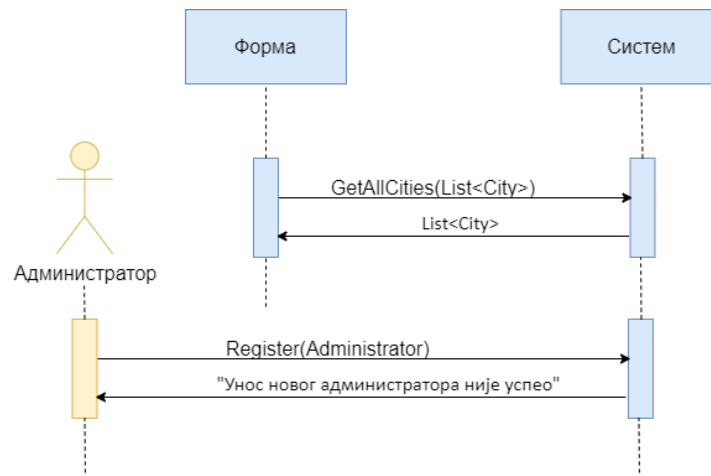 Форма
Систем
GetAllCities(List<City>)
List<City>
Администратор
Register(Administrator)
"Унос новог администратора није успео"